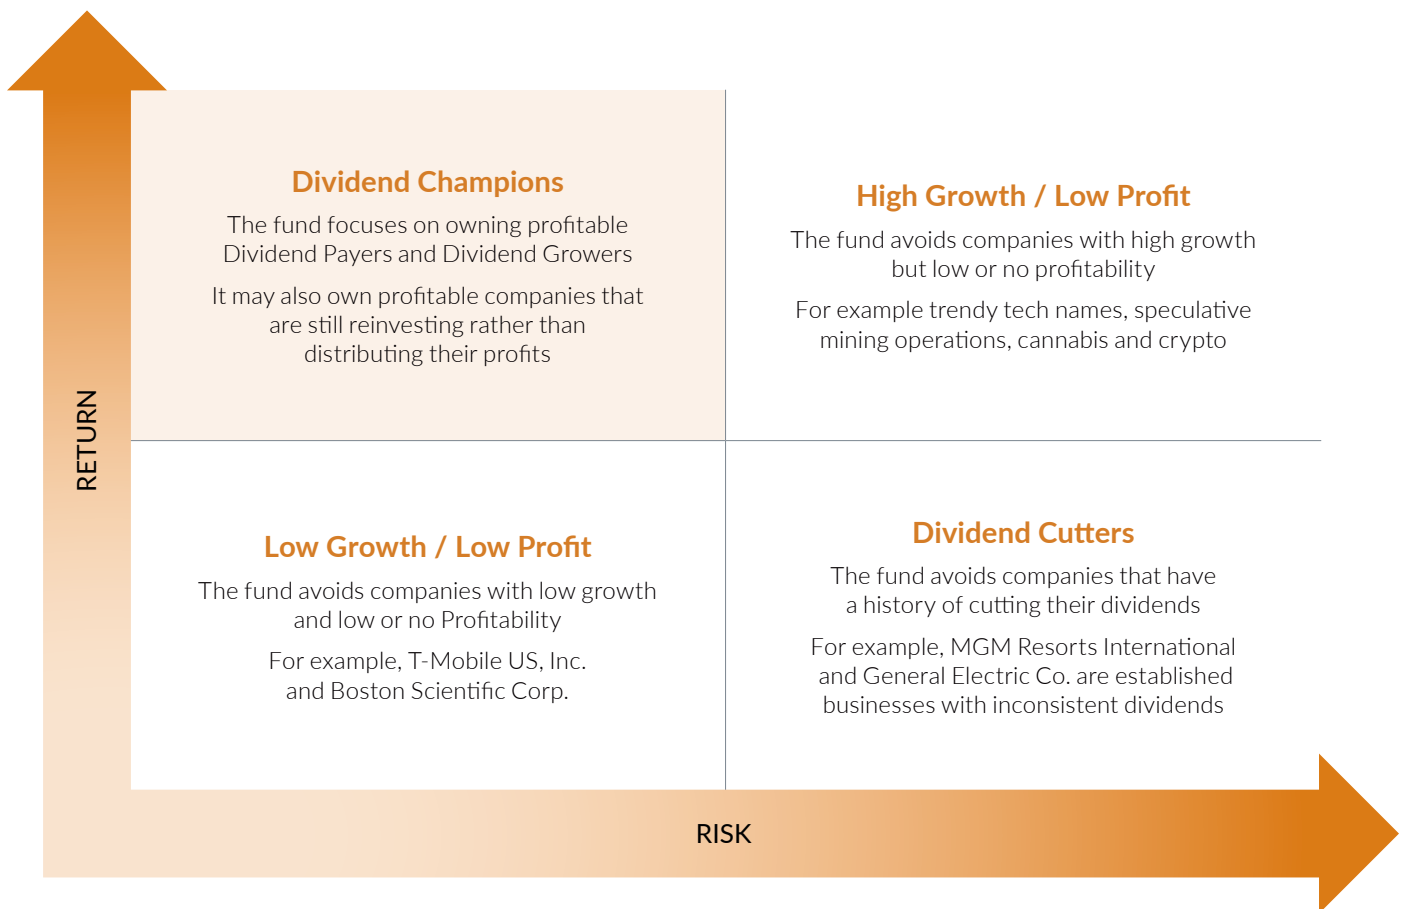 Dividend Champions
The fund focuses on owning profitable
Dividend Payers and Dividend Growers
It may also own profitable companies that
are still reinvesting rather than
distributing their profits
High Growth / Low Profit
The fund avoids companies with high growth
but low or no profitability
For example trendy tech names, speculative
mining operations, cannabis and crypto
RETURN
Low Growth / Low Profit
The fund avoids companies with low growth
and low or no Profitability
For example, T-Mobile US, Inc.
and Boston Scientific Corp.
Dividend Cutters
The fund avoids companies that have
a history of cutting their dividends
For example, MGM Resorts International
and General Electric Co. are established
businesses with inconsistent dividends
RISK